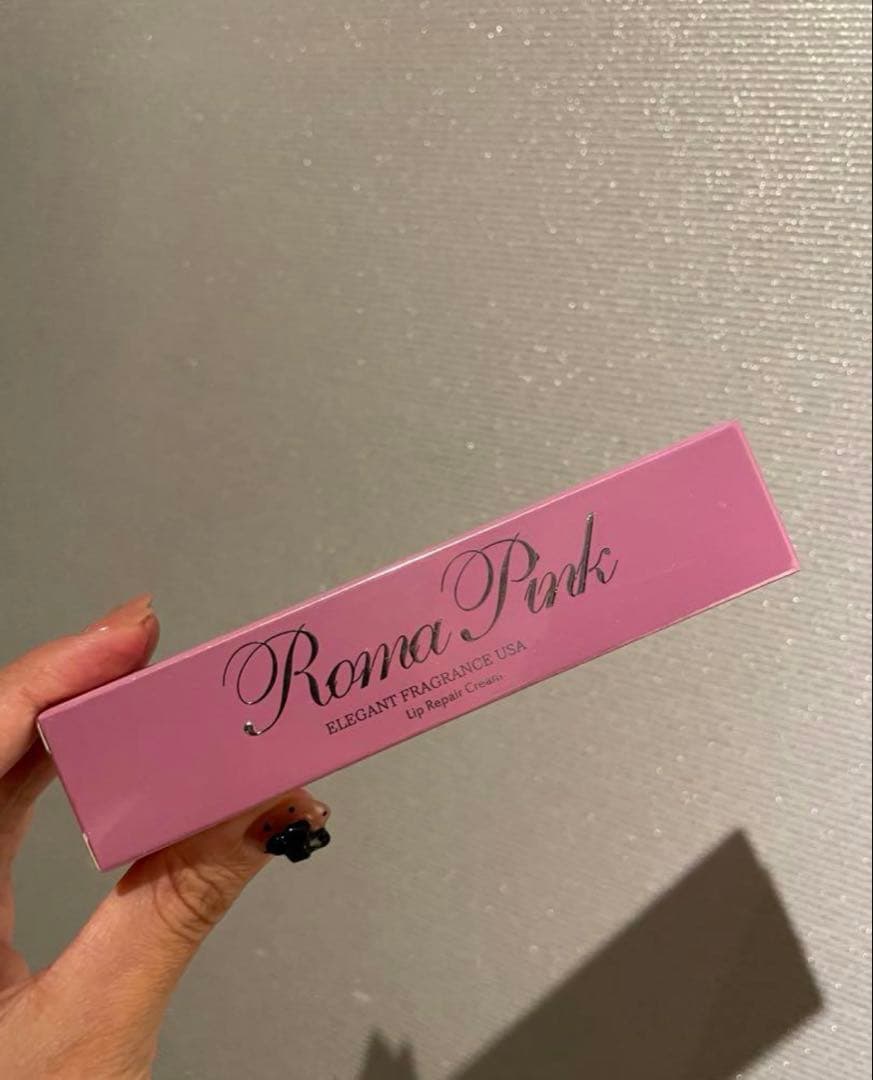 Roma Pink
ELEGANT FRAGRANCE USA
Lip Repair Cream